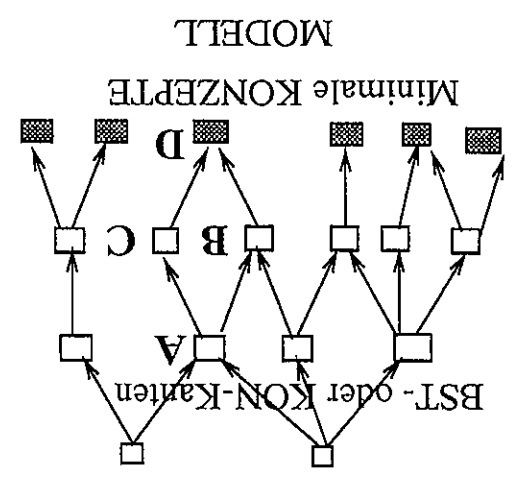 BST- oder KON-Kanten
A
B
C
D
Minimale KONZEPTE
MODELL